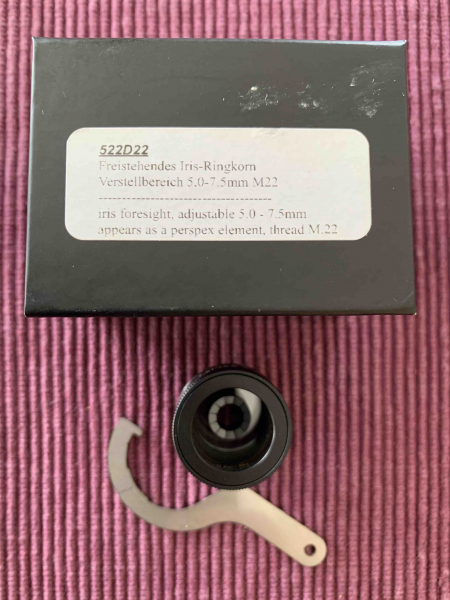 522D22
Freistehendes Iris-Ringkorn
Verstellbereich 5,0-7.5mm M22
------------------------------------
iris foresight, adjustable 5.0 - 7.5mm
appears as a perspex element, thread M.22